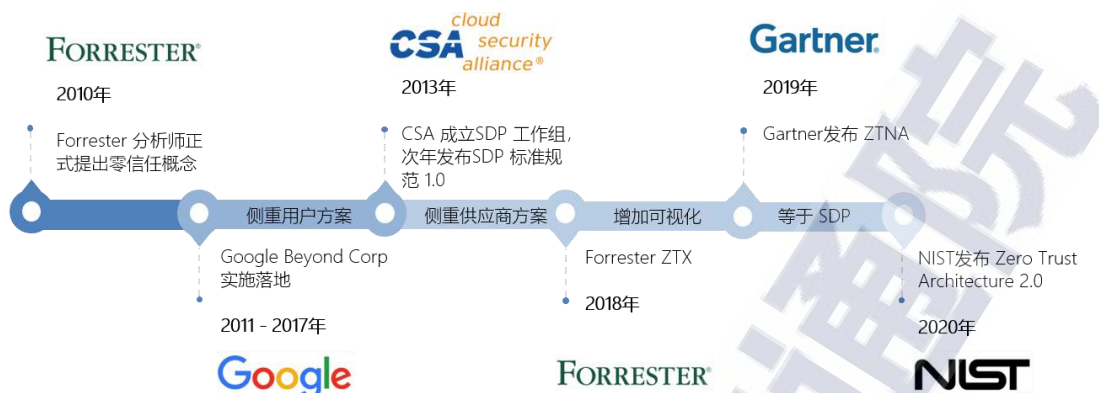 FORRESTER®
2010年
Forrester 分析师正
式提出零信任概念
cloud
CSA security
alliance®
2013年
CSA 成立SDP 工作组，
次年发布SDP 标准规
范 1.0
Gartner.
2019年
Gartner发布 ZTNA
侧重用户方案
侧重供应商方案
增加可视化
等于 SDP
Google Beyond Corp
实施落地
2011 - 2017年
Google
Forrester ZTX
2018年
FORRESTER®
NIST发布 Zero Trust
Architecture 2.0
2020年
NIST